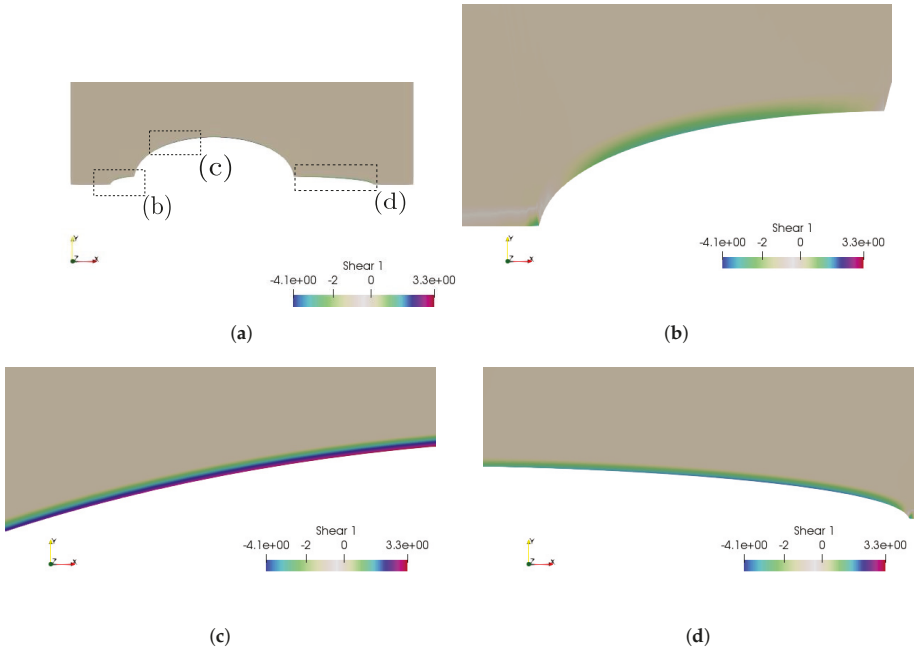 (c)
(b)
(d)
Y
Z
X
Shear 1
-4.1e+00
-2
0
3.3e+00
(a)
Y
Z
X
Shear 1
-4.1e+00
-2
0
3.3e+00
(b)
Y
Z
X
Shear 1
-4.1e+00
-2
0
3.3e+00
(c)
Y
Z
X
Shear 1
-4.1e+00
-2
0
3.3e+00
(d)